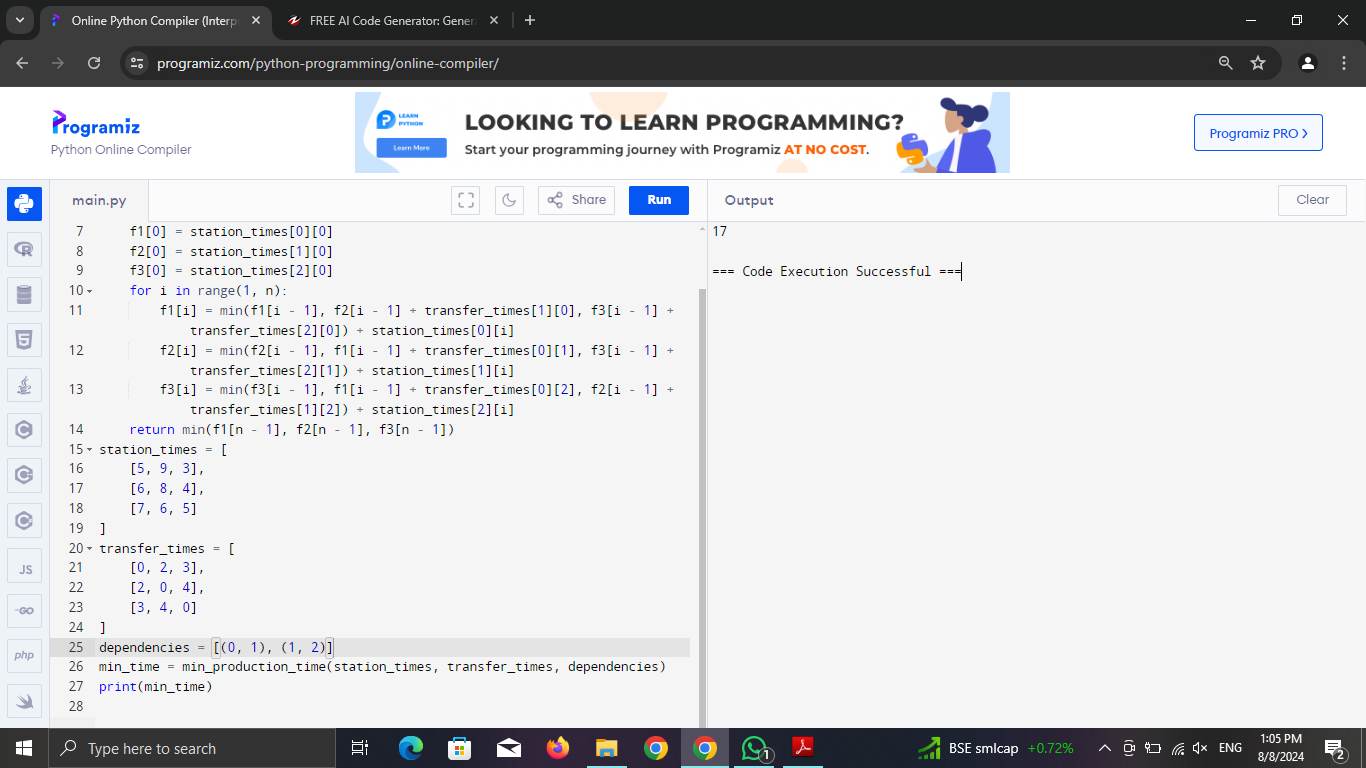 Online Python Compiler (Interp
FREE AI Code Generator: Genera
programiz.com/python-programming/online-compiler/
Programiz
Python Online Compiler
LEARN PYTHON
Learn More
LOOKING TO LEARN PROGRAMMING?
Start your programming journey with Programiz AT NO COST.
Programiz PRO >
main.py
Share
Run
Output
Clear
7 f1[0] = station_times[0][0]
8 f2[0] = station_times[1][0]
9 f3[0] = station_times[2][0]
10 for i in range(1, n):
11 f1[i] = min(f1[i - 1], f2[i - 1] + transfer_times[1][0], f3[i - 1] +
transfer_times[2][0]) + station_times[0][i]
12 f2[i] = min(f2[i - 1], f1[i - 1] + transfer_times[0][1], f3[i - 1] +
transfer_times[2][1]) + station_times[1][i]
13 f3[i] = min(f3[i - 1], f1[i - 1] + transfer_times[0][2], f2[i - 1] +
transfer_times[1][2]) + station_times[2][i]
14 return min(f1[n - 1], f2[n - 1], f3[n - 1])
15 station_times = [
16 [5, 9, 3],
17 [6, 8, 4],
18 [7, 6, 5]
19 ]
20 transfer_times = [
21 [0, 2, 3],
22 [2, 0, 4],
23 [3, 4, 0]
24 ]
25 dependencies = [(0, 1), (1, 2)]
26 min_time = min_production_time(station_times, transfer_times, dependencies)
27 print(min_time)
28
17
=== Code Execution Successful ===
JS
GO
php
Type here to search
1
BSE smlcap +0.72%
ENG
1:05 PM
8/8/2024
2